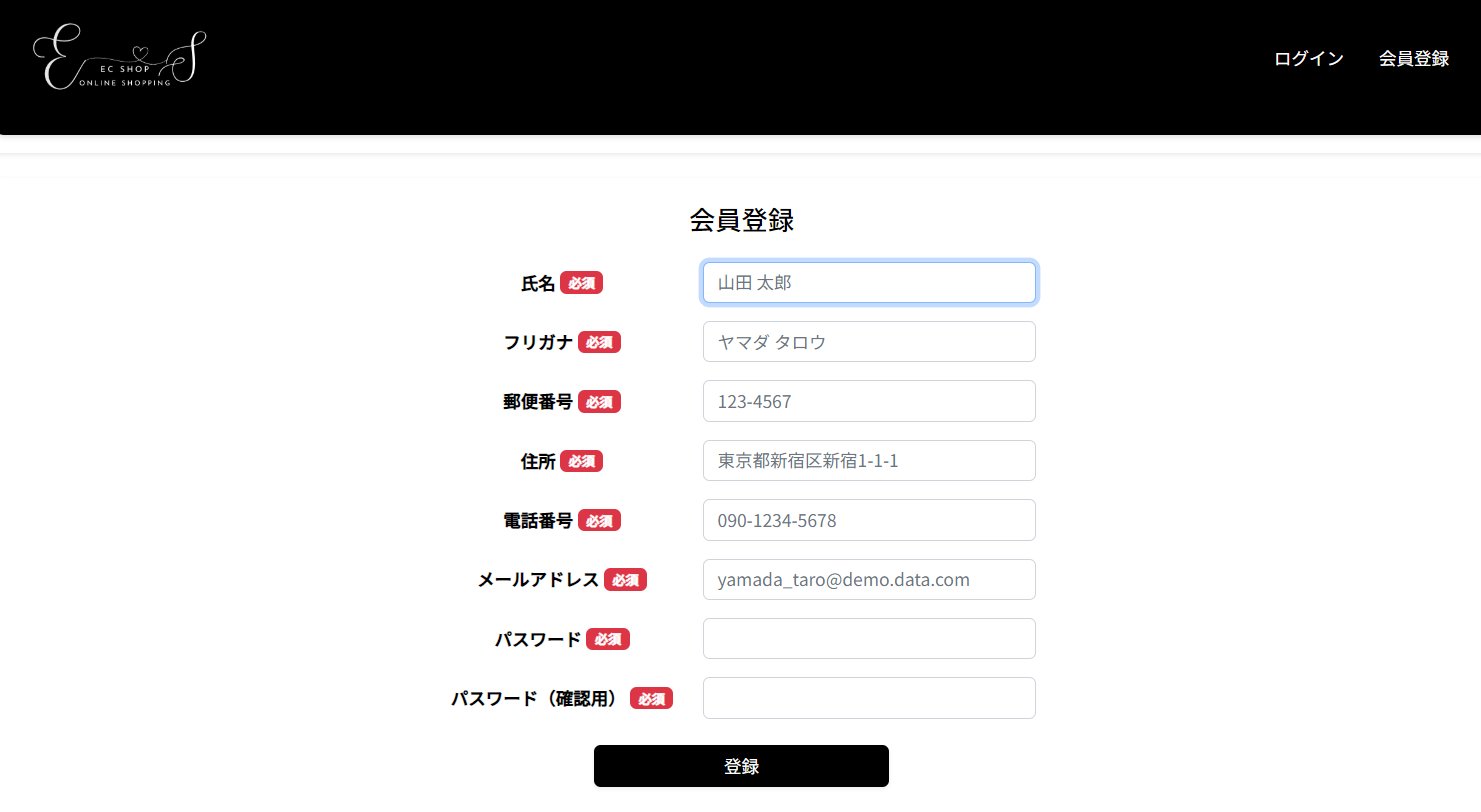 EC SHOP
ONLINE SHOPPING
ログイン 会員登録
会員登録
氏名 必須 山田 太郎
フリガナ 必須 ヤマダ タロウ
郵便番号 必須 123-4567
住所 必須 東京都新宿区新宿1-1-1
電話番号 必須 090-1234-5678
メールアドレス 必須 yamada_taro@demo.data.com
パスワード 必須
パスワード（確認用） 必須
登録